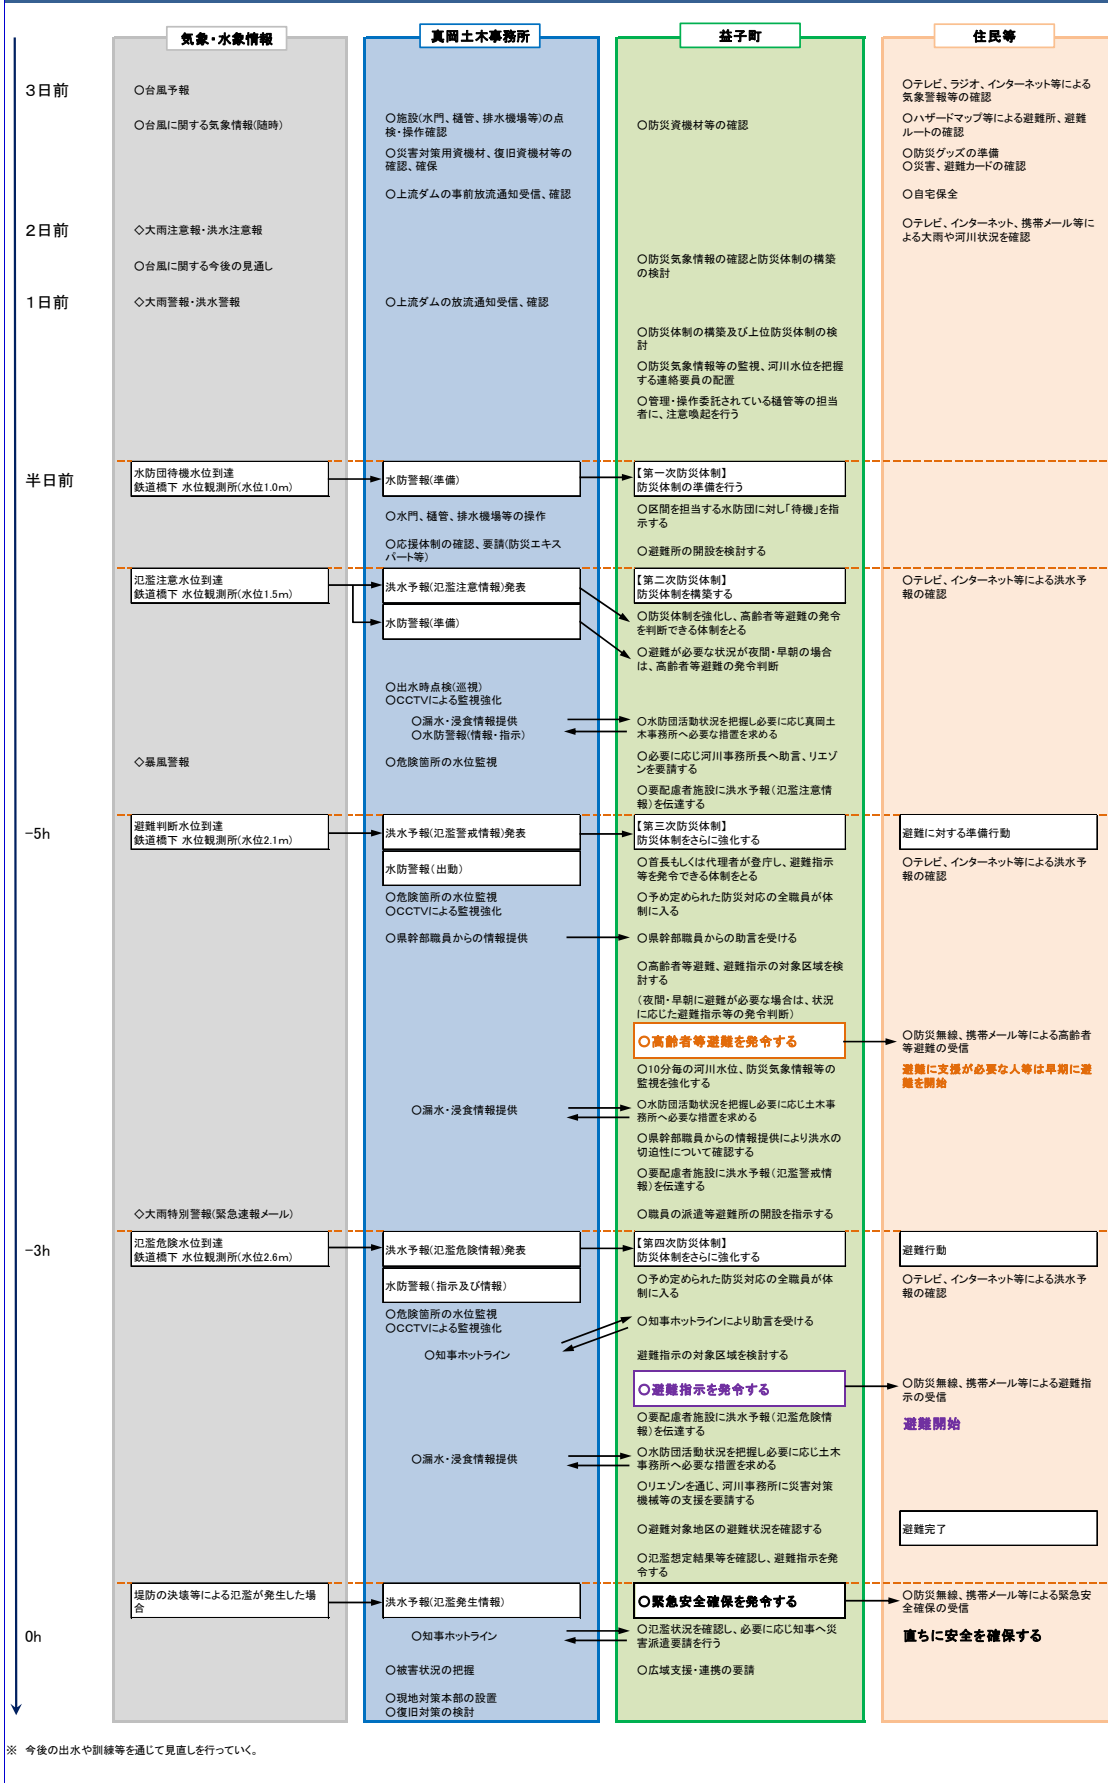 気象・水象情報
真岡土木事務所
益子町
住民等
3日前
○台風予報
○テレビ、ラジオ、インターネット等による
気象警報等の確認
○台風に関する気象情報(随時)
○施設(水門、樋管、排水機場等)の点
検・操作確認
○防災資機材等の確認
○ハザードマップ等による避難所、避難
ルートの確認
○災害対策用資機材、復旧資機材等の
確認、確保
○防災グッズの準備
○災害、避難カードの確認
○上流ダムの事前放流通知受信、確認
○自宅保全
2日前
◇大雨注意報・洪水注意報
○テレビ、インターネット、携帯メール等に
よる大雨や河川状況を確認
○台風に関する今後の見通し
○防災気象情報の確認と防災体制の構築
の検討
1日前
◇大雨警報・洪水警報
○上流ダムの放流通知受信、確認
○防災体制の構築及び上位防災体制の検
討
○防災気象情報等の監視、河川水位を把握
する連絡要員の配置
○管理・操作委託されている樋管等の担当
者に、注意喚起を行う
半日前
水防団待機水位到達
鉄道橋下 水位観測所(水位1.0m)
水防警報(準備)
【第一次防災体制】
防災体制の準備を行う
○水門、樋管、排水機場等の操作
○区間を担当する水防団に対し「待機」を指
示する
○応援体制の確認、要請(防災エキス
パート等)
○避難所の開設を検討する
氾濫注意水位到達
鉄道橋下 水位観測所(水位1.5m)
洪水予報(氾濫注意情報)発表
【第二次防災体制】
防災体制を構築する
○テレビ、インターネット等による洪水予
報の確認
水防警報(準備)
○防災体制を強化し、高齢者等避難の発令
を判断できる体制をとる
○避難が必要な状況が夜間・早朝の場合
は、高齢者等避難の発令判断
○出水時点検(巡視)
○CCTVによる監視強化
○漏水・浸食情報提供
○水防警報(情報・指示)
○水防団活動状況を把握し必要に応じ真岡土
木事務所へ必要な措置を求める
◇暴風警報
○危険箇所の水位監視
○必要に応じ河川事務所長へ助言、リエゾ
ンを要請する
○要配慮者施設に洪水予報(氾濫注意情
報)を伝達する
-5h
避難判断水位到達
鉄道橋下 水位観測所(水位2.1m)
洪水予報(氾濫警戒情報)発表
【第三次防災体制】
防災体制をさらに強化する
避難に対する準備行動
水防警報(出動)
○首長もしくは代理者が登庁し、避難指示
等を発令できる体制をとる
○テレビ、インターネット等による洪水予
報の確認
○危険箇所の水位監視
○CCTVによる監視強化
○予め定められた防災対応の全職員が体
制に入る
○県幹部職員からの情報提供
○県幹部職員からの助言を受ける
○高齢者等避難、避難指示の対象区域を検
討する
(夜間・早朝に避難が必要な場合は、状況
に応じた避難指示等の発令判断)
○高齢者等避難を発令する
○防災無線、携帯メール等による高齢者
等避難の受信
○10分毎の河川水位、防災気象情報等の
監視を強化する
避難に支援が必要な人等は早期に避
難を開始
○漏水・浸食情報提供
○水防団活動状況を把握し必要に応じ土木事
務所へ必要な措置を求める
○県幹部職員からの情報提供により洪水の
切迫性について確認する
○要配慮者施設に洪水予報(氾濫警戒情
報)を伝達する
◇大雨特別警報(緊急速報メール)
○職員の派遣等避難所の開設を指示する
-3h
氾濫危険水位到達
鉄道橋下 水位観測所(水位2.6m)
洪水予報(氾濫危険情報)発表
【第四次防災体制】
防災体制をさらに強化する
避難行動
水防警報(指示及び情報)
○予め定められた防災対応の全職員が体
制に入る
○テレビ、インターネット等による洪水予
報の確認
○危険箇所の水位監視
○CCTVによる監視強化
○知事ホットラインにより助言を受ける
○知事ホットライン
避難指示の対象区域を検討する
○避難指示を発令する
○防災無線、携帯メール等による避難指
示の受信
○要配慮者施設に洪水予報(氾濫危険情
報)を伝達する
避難開始
○漏水・浸食情報提供
○水防団活動状況を把握し必要に応じ土木
事務所へ必要な措置を求める
○リエゾンを通じ、河川事務所に災害対策
機械等の支援を要請する
○避難対象地区の避難状況を確認する
避難完了
○氾濫想定結果等を確認し、避難指示を発
令する
堤防の決壊等による氾濫が発生した場
合
洪水予報(氾濫発生情報)
○緊急安全確保を発令する
○防災無線、携帯メール等による緊急安
全確保の受信
0h
○知事ホットライン
○氾濫状況を確認し、必要に応じ知事へ災
害派遣要請を行う
直ちに安全を確保する
○被害状況の把握
○広域支援・連携の要請
○現地対策本部の設置
○復旧対策の検討
※ 今後の出水や訓練等を通じて見直しを行っていく。